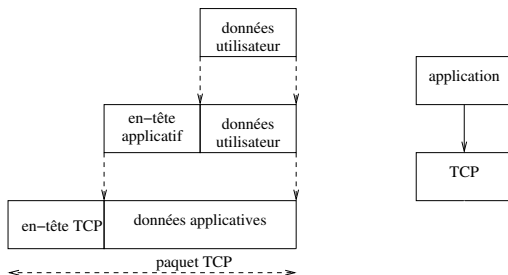 données
utilisateur
application
en−tête
applicatif
données
utilisateur
TCP
en−tête TCP
données applicatives
paquet TCP